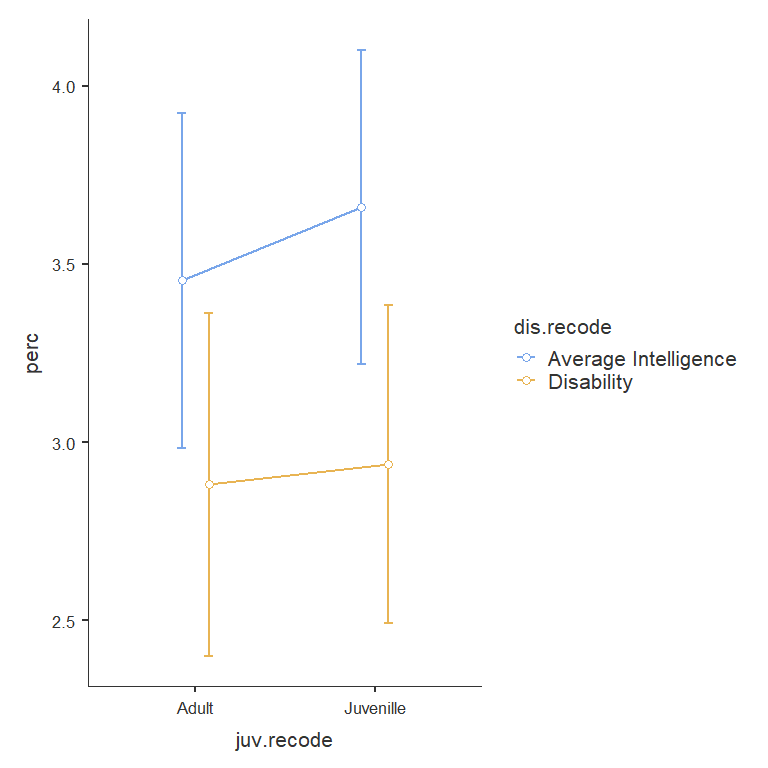 4.0
3.5
3.0
2.5
perc
Adult
Juvenille
juv.recode
dis.recode
Average Intelligence
Disability